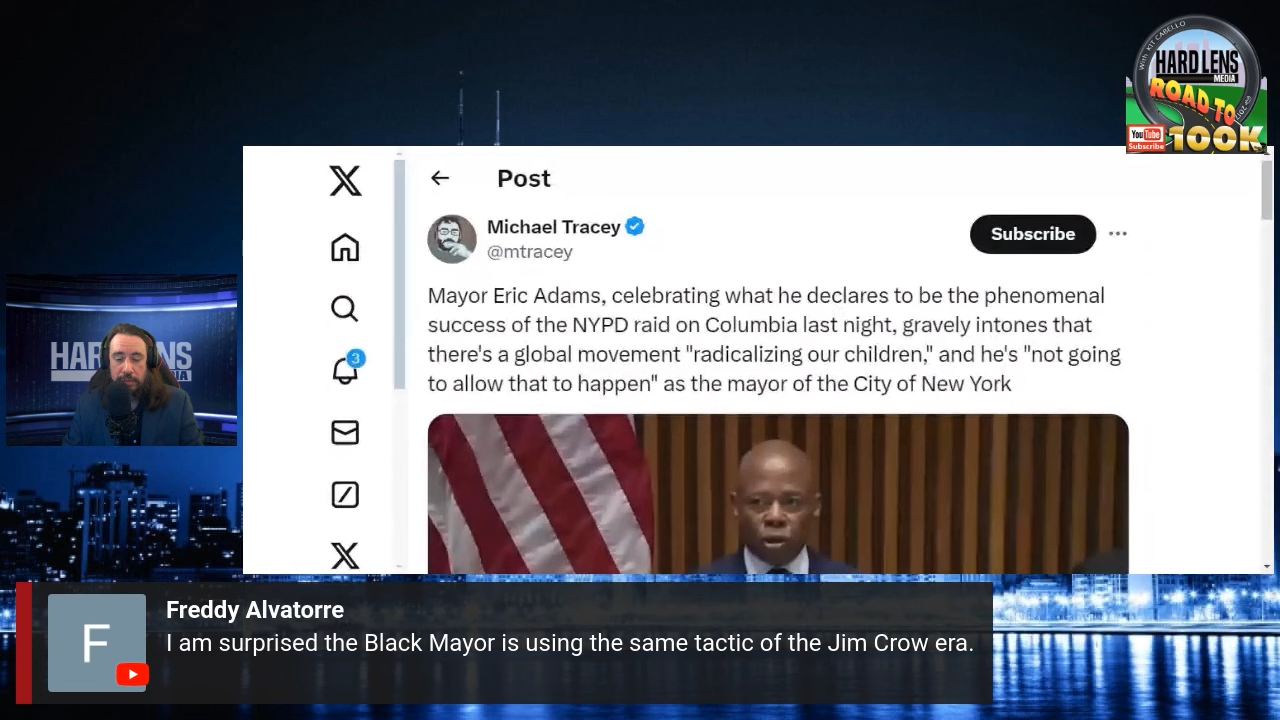 With KIT CABELLO
HARD LENS
MEDIA
ROAD TO
100K
YouTube
Subscribe
Post
Michael Tracey
@mtracey
Subscribe
3
Mayor Eric Adams, celebrating what he declares to be the phenomenal
success of the NYPD raid on Columbia last night, gravely intones that
there's a global movement "radicalizing our children," and he's "not going
to allow that to happen" as the mayor of the City of New York
F
Freddy Alvatorre
I am surprised the Black Mayor is using the same tactic of the Jim Crow era.